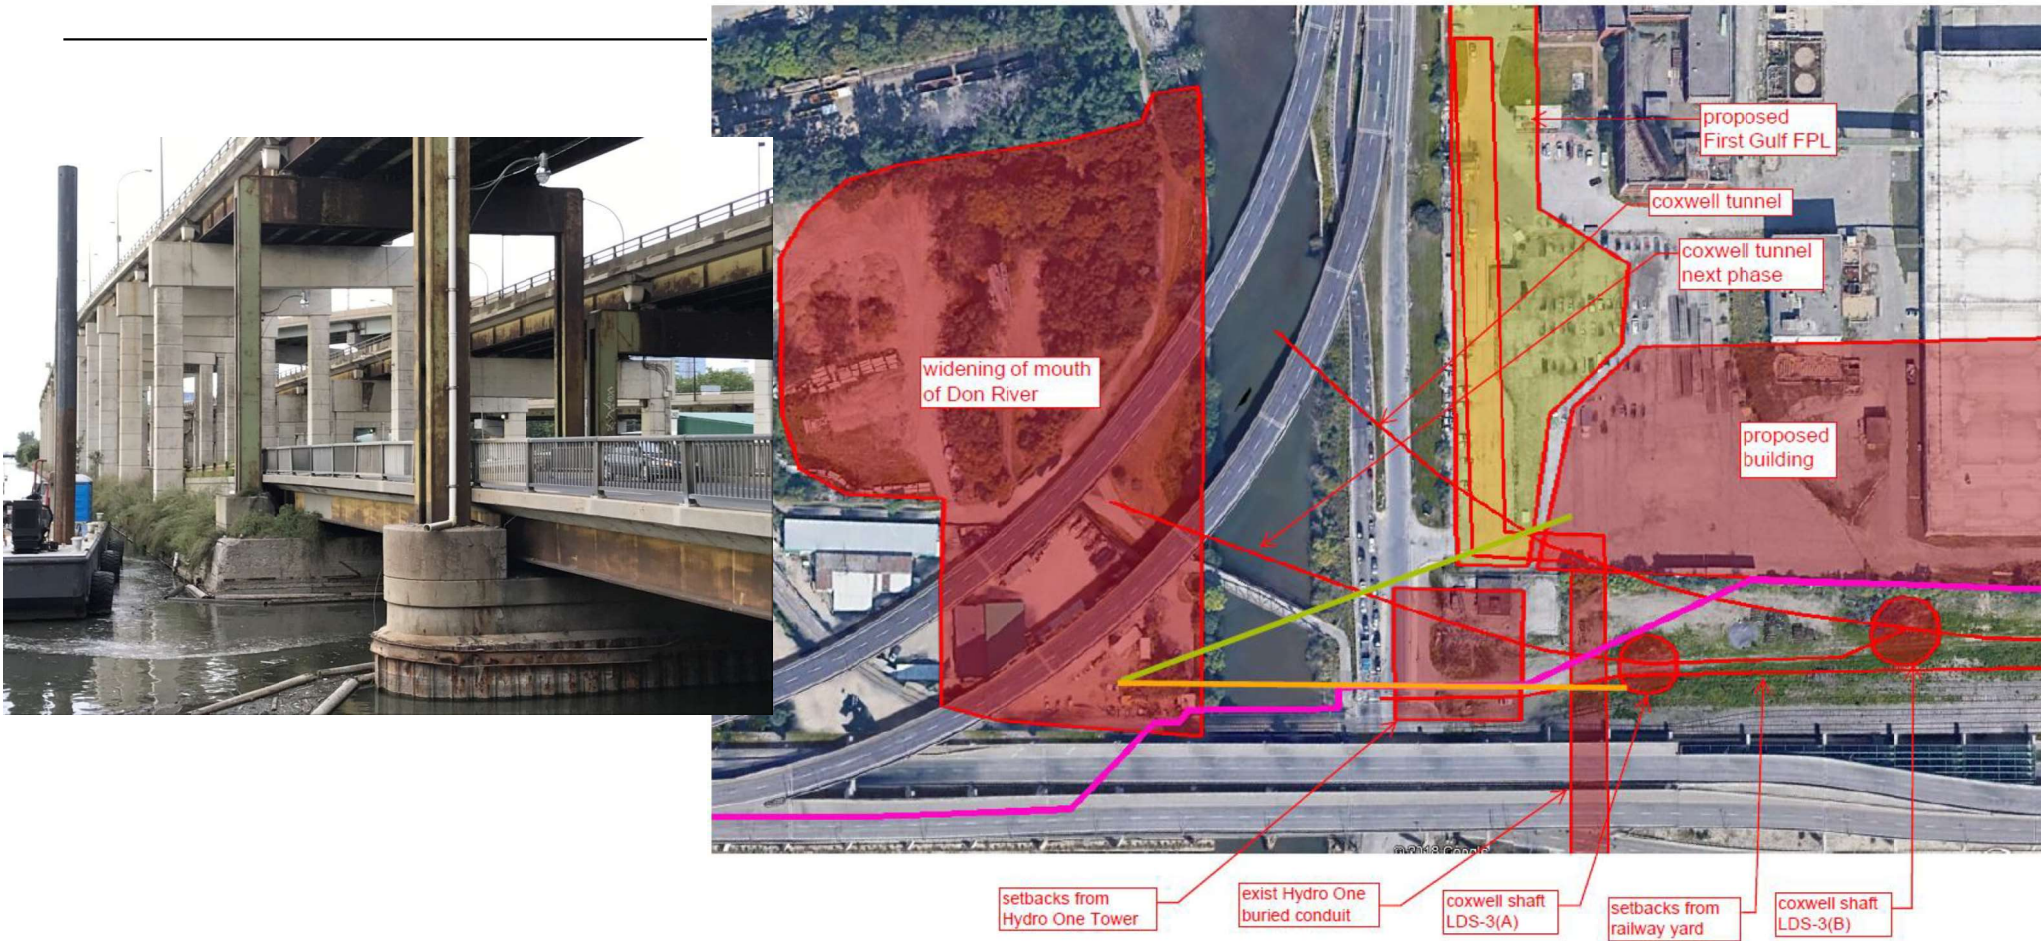 proposed
First Gulf FPL
coxwell tunnel
coxwell tunnel
next phase
widening of mouth
of Don River
proposed
building
© 2018 Google
setbacks from
Hydro One Tower
exist Hydro One
buried conduit
coxwell shaft
LDS-3(A)
setbacks from
railway yard
coxwell shaft
LDS-3(B)